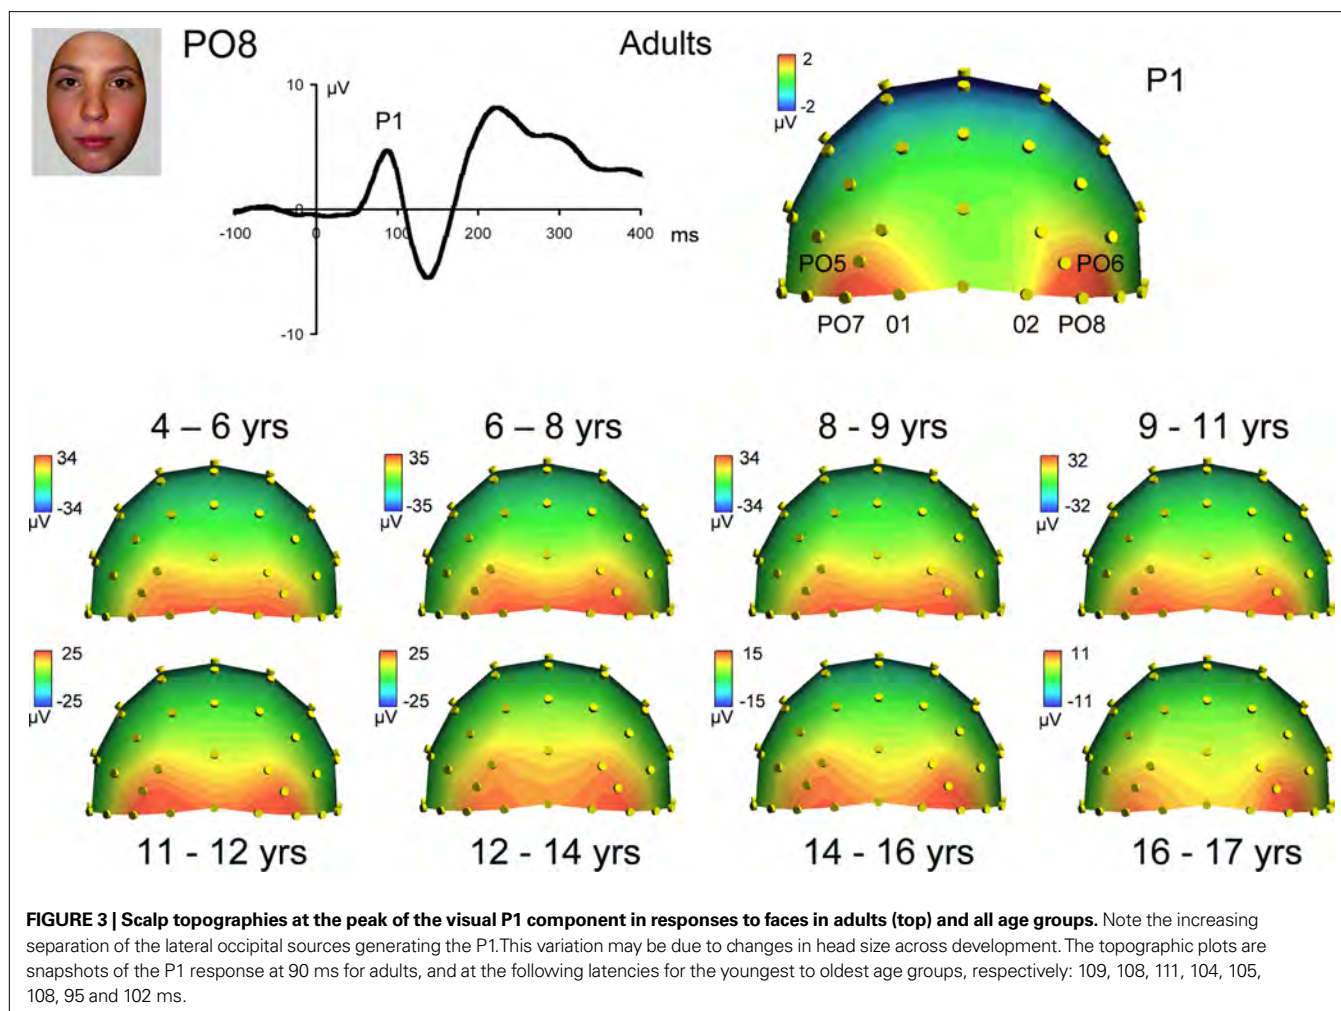 PO8
Adults
P1
10
µV
P1
0
-100
0
100
200
300
400
ms
-10
2
-2
µV
PO5
PO6
PO7
01
02
PO8
4 – 6 yrs
6 – 8 yrs
8 - 9 yrs
9 - 11 yrs
34
-34
µV
35
-35
µV
34
-34
µV
32
-32
µV
25
-25
µV
25
-25
µV
15
-15
µV
11
-11
µV
11 - 12 yrs
12 - 14 yrs
14 - 16 yrs
16 - 17 yrs
FIGURE 3 | Scalp topographies at the peak of the visual P1 component in responses to faces in adults (top) and all age groups. Note the increasing
separation of the lateral occipital sources generating the P1.This variation may be due to changes in head size across development. The topographic plots are
snapshots of the P1 response at 90 ms for adults, and at the following latencies for the youngest to oldest age groups, respectively: 109, 108, 111, 104, 105,
108, 95 and 102 ms.